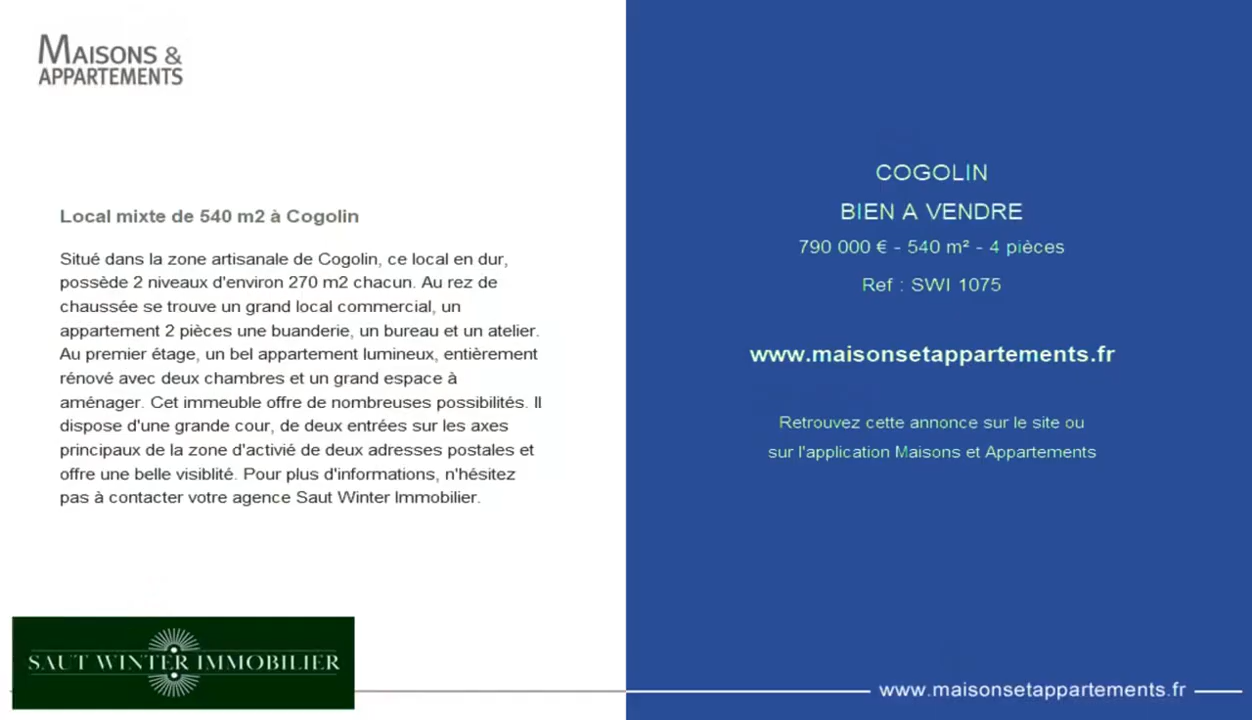 MAISONS &
APPARTEMENTS
Local mixte de 540 m2 à Cogolin
Situé dans la zone artisanale de Cogolin, ce local en dur,
possède 2 niveaux d'environ 270 m2 chacun. Au rez de
chaussée se trouve un grand local commercial, un
appartement 2 pièces une buanderie, un bureau et un atelier.
Au premier étage, un bel appartement lumineux, entièrement
rénové avec deux chambres et un grand espace à
aménager. Cet immeuble offre de nombreuses possibilités. Il
dispose d'une grande cour, de deux entrées sur les axes
principaux de la zone d'activié de deux adresses postales et
offre une belle visiblité. Pour plus d'informations, n'hésitez
pas à contacter votre agence Saut Winter Immobilier.
SAUT WINTER IMMOBILIER
COGOLIN
BIEN A VENDRE
790 000 € - 540 m² - 4 pièces
Ref : SWI 1075
www.maisonsetappartements.fr
Retrouvez cette annonce sur le site ou
sur l'application Maisons et Appartements
www.maisonsetappartements.fr